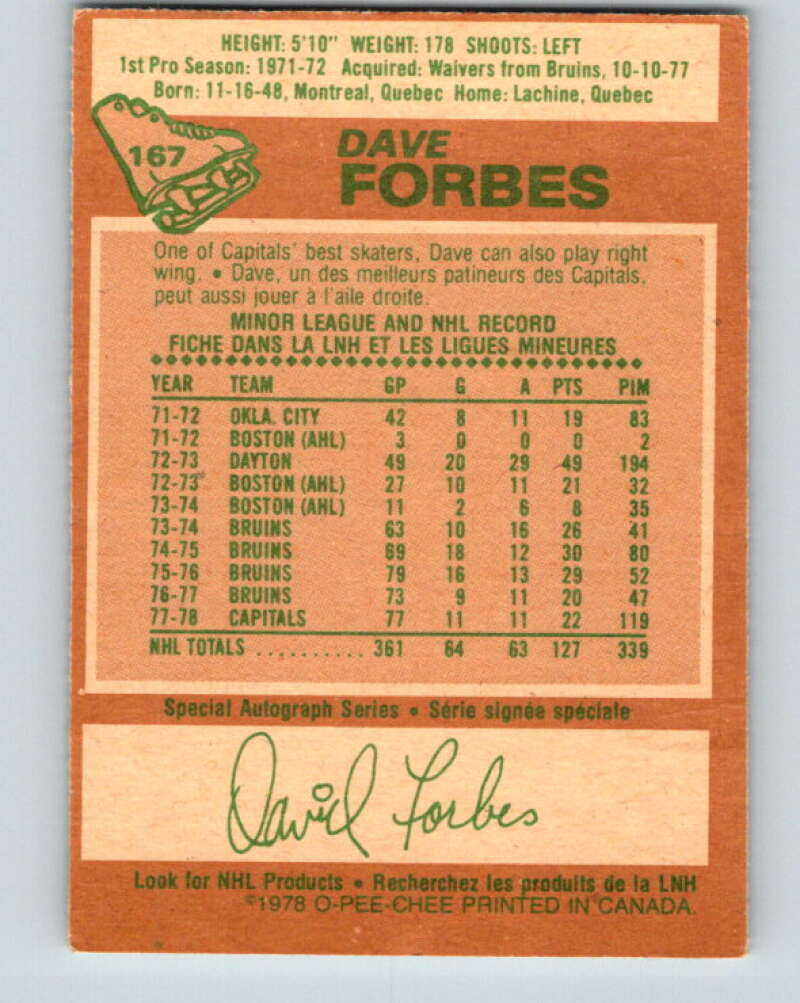 HEIGHT: 5'10" WEIGHT: 178 SHOOTS: LEFT
1st Pro Season: 1971-72 Acquired: Waivers from Bruins, 10-10-77
Born: 11-16-48, Montreal, Quebec Home: Lachine, Quebec
167
DAVE
FORBES
One of Capitals' best skaters, Dave can also play right
wing. • Dave, un des meilleurs patineurs des Capitals,
peut aussi jouer à l'aile droite.
MINOR LEAGUE AND NHL RECORD
FICHE DANS LA LNH ET LES LIGUES MINEURES
YEAR TEAM GP G A PTS PIM
71-72 OKLA. CITY 42 8 11 19 83
71-72 BOSTON (AHL) 3 0 0 0 2
72-73 DAYTON 49 20 29 49 194
72-73 BOSTON (AHL) 27 10 11 21 32
73-74 BOSTON (AHL) 11 2 6 8 35
73-74 BRUINS 63 10 16 26 41
74-75 BRUINS 69 18 12 30 80
75-76 BRUINS 79 16 13 29 52
76-77 BRUINS 73 9 11 20 47
77-78 CAPITALS 77 11 11 22 119
NHL TOTALS .......... 361 64 63 127 339
Special Autograph Series • Série signée spéciale
David Forbes
Look for NHL Products • Recherchez les produits de la LNH
©1978 O-PEE-CHEE PRINTED IN CANADA.